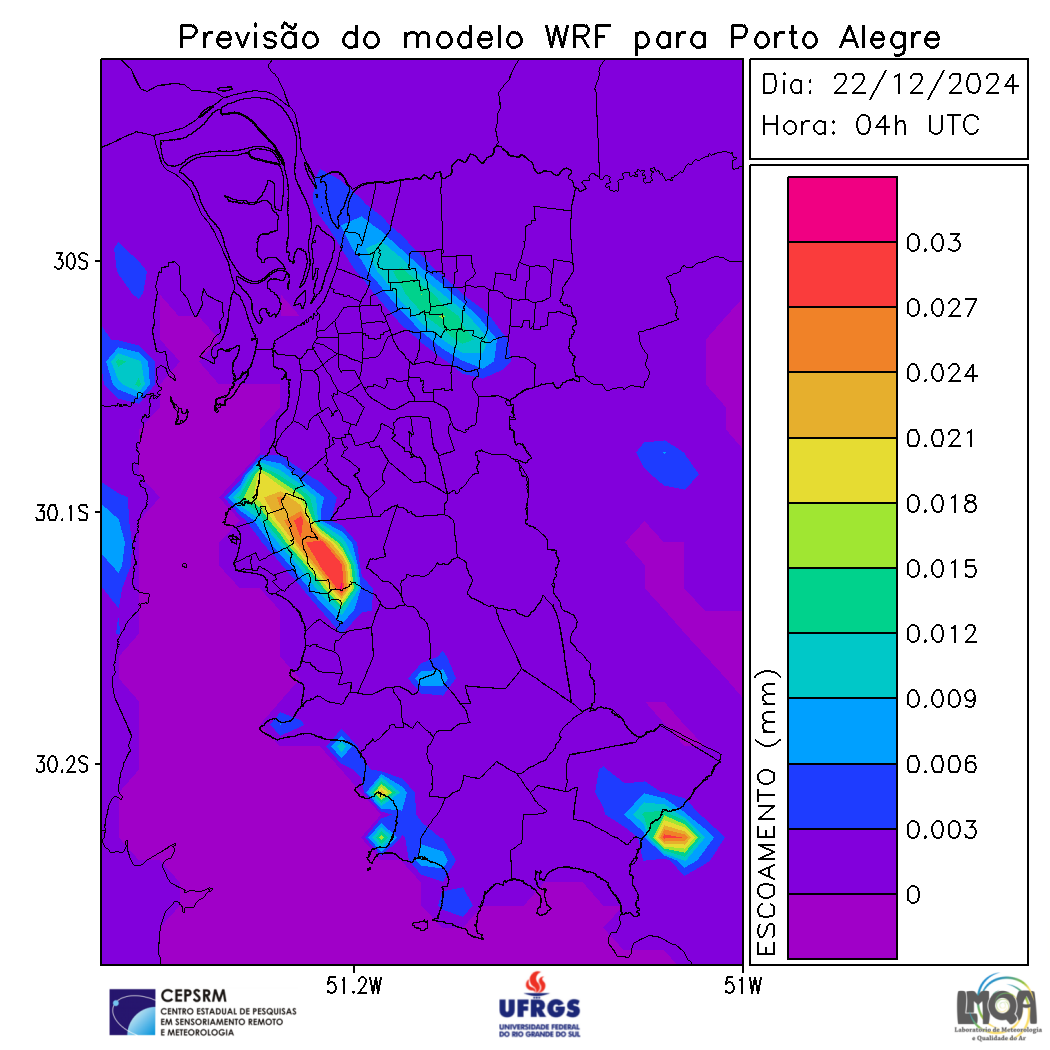 Previsão do modelo WRF para Porto Alegre
Dia: 22/12/2024
Hora: 04h UTC
30S
30.1S
30.2S
51.2W
51W
0.03
0.027
0.024
0.021
0.018
0.015
0.012
0.009
0.006
0.003
0
ESCOAMENTO (mm)
CEPSRM
CENTRO ESTADUAL DE PESQUISAS
EM SENSORIAMENTO REMOTO
E METEOROLOGIA
UFRGS
UNIVERSIDADE FEDERAL
DO RIO GRANDE DO SUL
LMQA
Laboratório de Meteorologia
e Qualidade do Ar